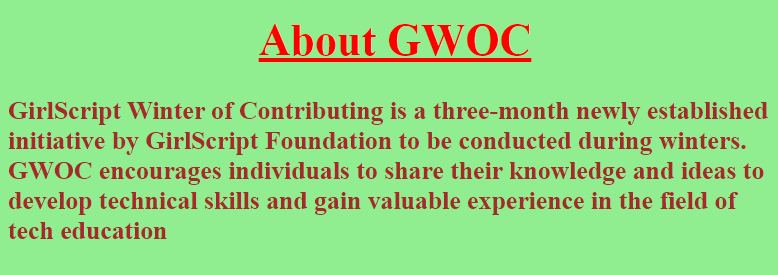 About GWOC
GirlScript Winter of Contributing is a three-month newly established
initiative by GirlScript Foundation to be conducted during winters.
GWOC encourages individuals to share their knowledge and ideas to
develop technical skills and gain valuable experience in the field of
tech education